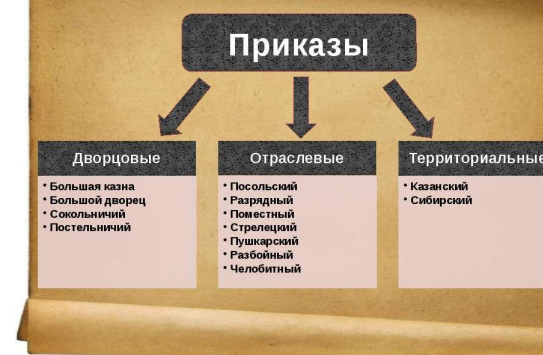 Приказы
Дворцовые
• Большая казна
• Большой дворец
• Сокольничий
• Постельничий
Отраслевые
• Посольский
• Разрядный
• Поместный
• Стрелецкий
• Пушкарский
• Разбойный
• Челобитный
Территориальные
• Казанский
• Сибирский